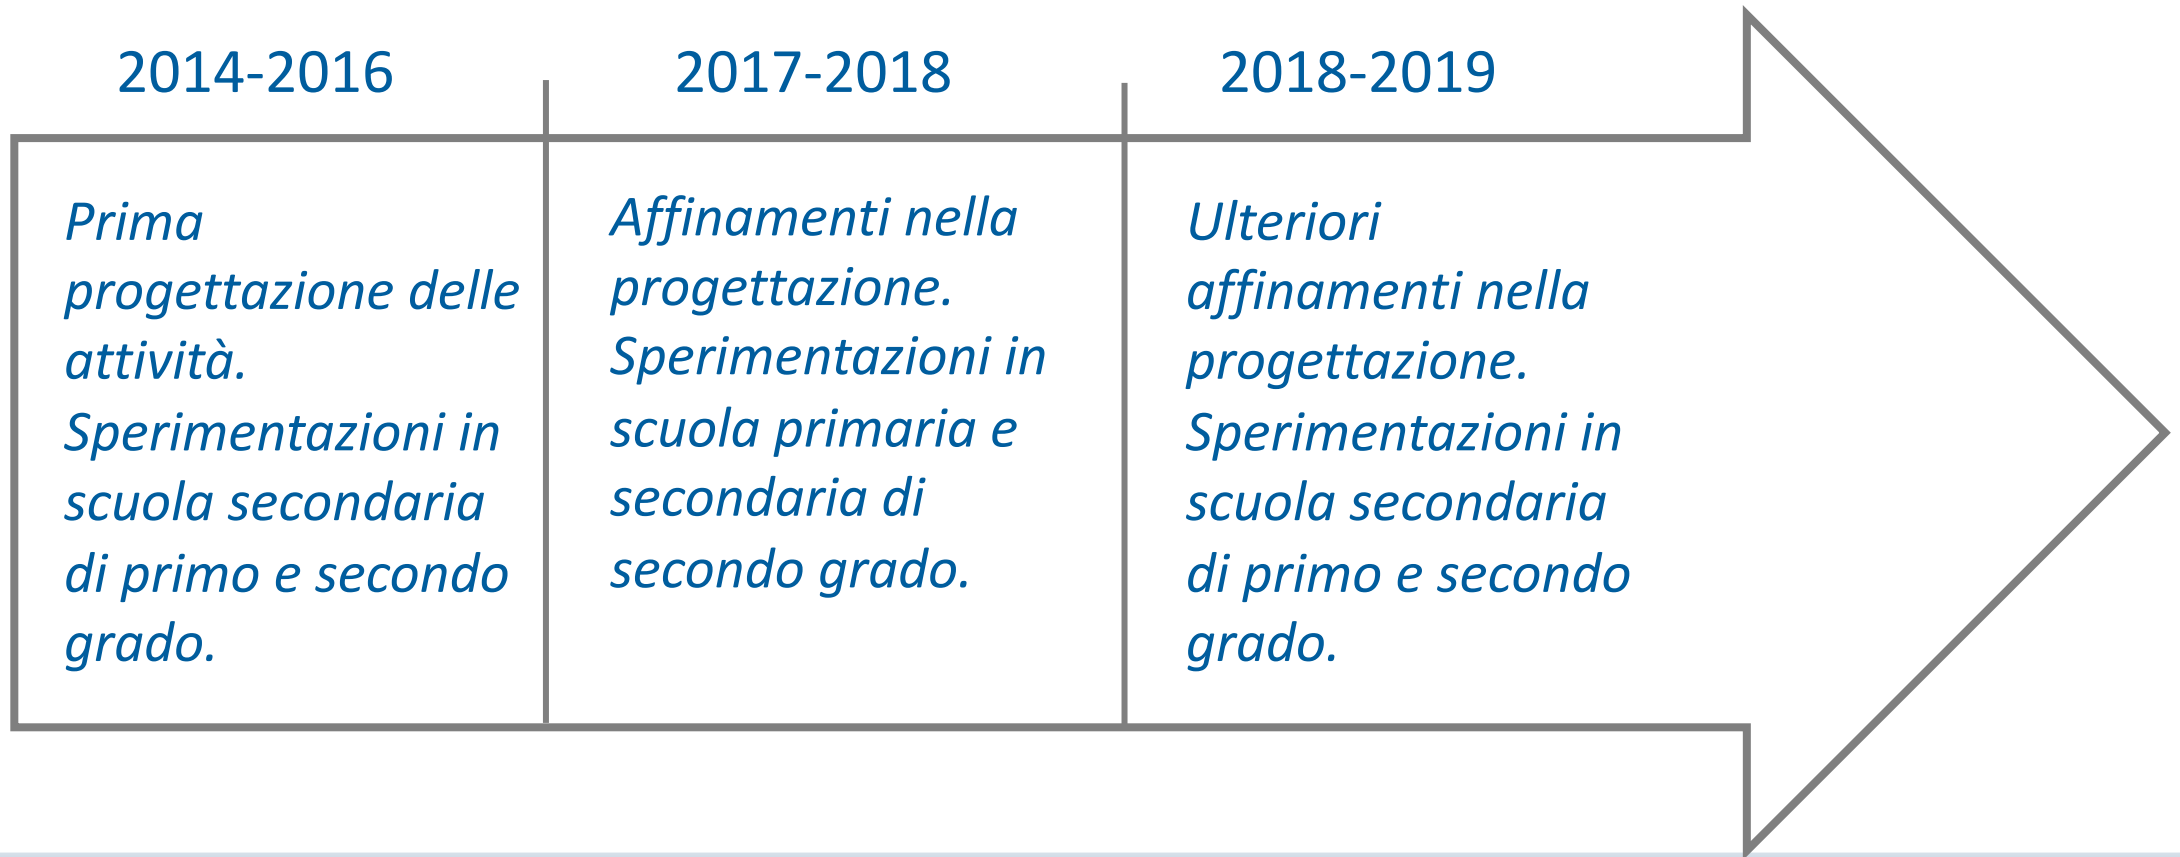 2014-2016
2017-2018
2018-2019
Prima
progettazione delle
attività.
Sperimentazioni in
scuola secondaria
di primo e secondo
grado.
Affinamenti nella
progettazione.
Sperimentazioni in
scuola primaria e
secondaria di
secondo grado.
Ulteriori
affinamenti nella
progettazione.
Sperimentazioni in
scuola secondaria
di primo e secondo
grado.